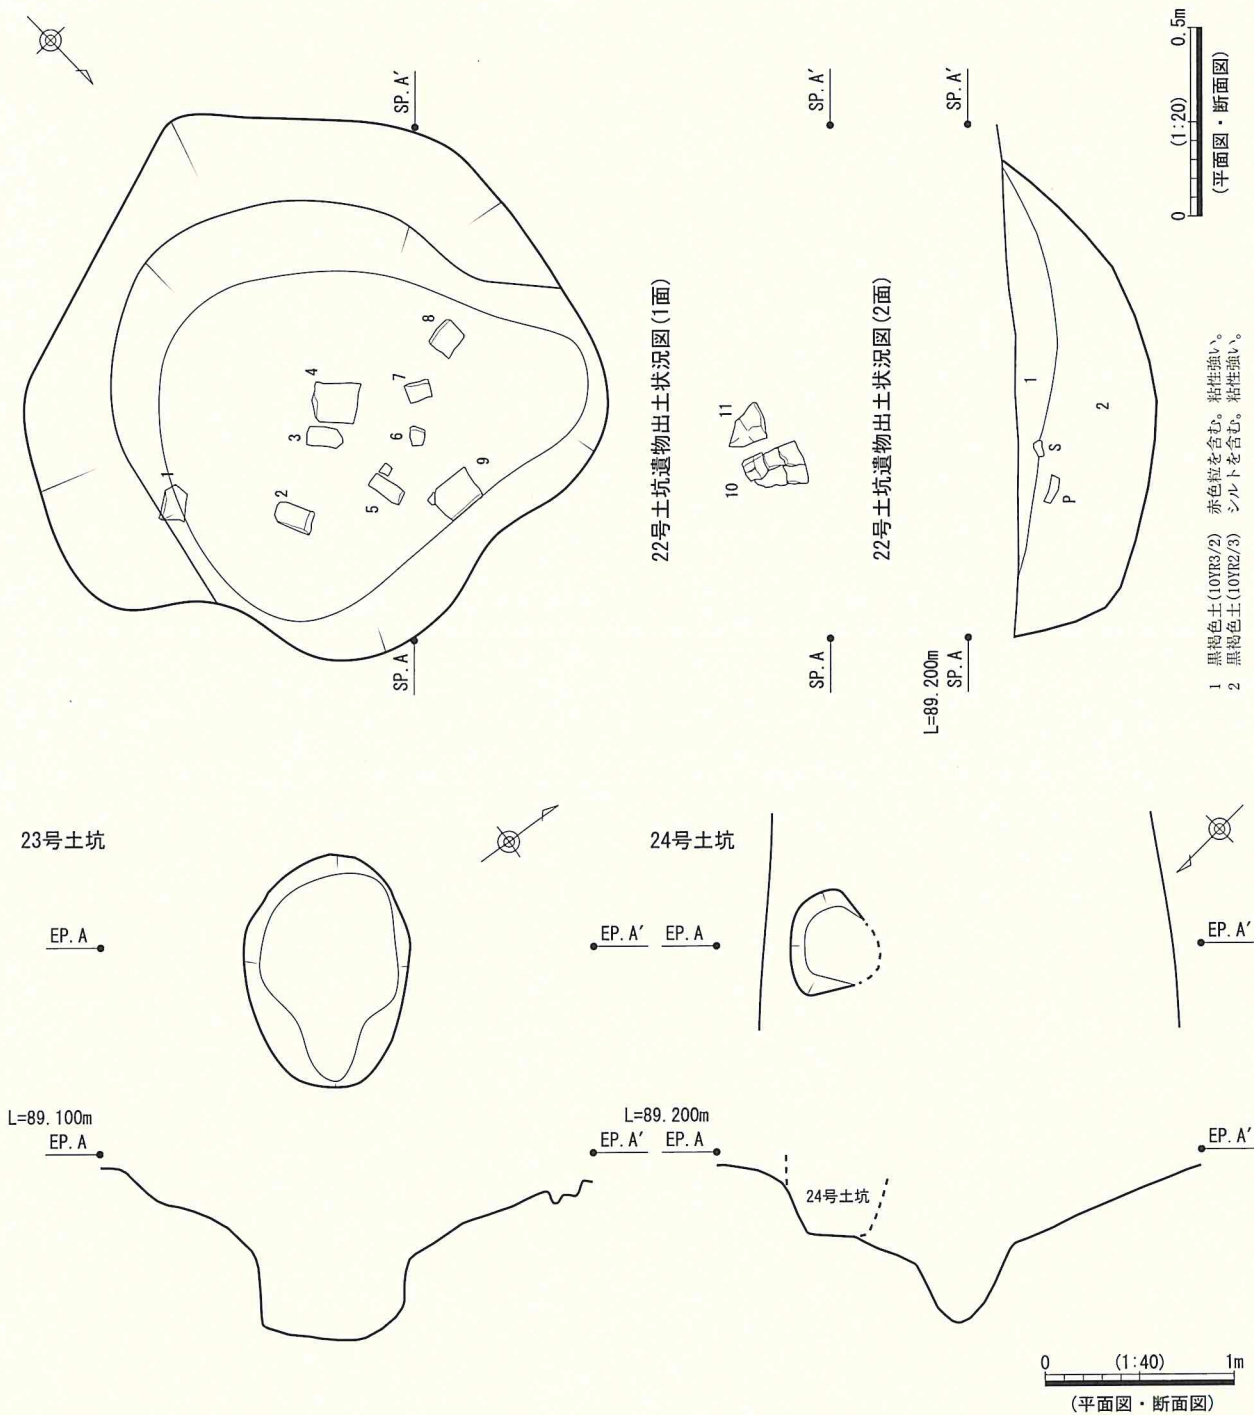 SP. A′
SP. A
1
2
3
4
5
6
7
8
9
22号土坑遺物出土状況図(1面)
SP. A′
SP. A
10
11
22号土坑遺物出土状況図(2面)
L=89.200m
SP. A
SP. A′
1
2
S
P
1 黒褐色土(10YR3/2) 赤色粒を含む。粘性強い。
2 黒褐色土(10YR2/3) シルトを含む。粘性強い。
0 (1:20) 0.5m
(平面図・断面図)
23号土坑
EP. A
EP. A′
L=89.100m
EP. A
EP. A′
24号土坑
EP. A
EP. A′
L=89.200m
EP. A
EP. A′
24号土坑
0 (1:40) 1m
(平面図・断面図)